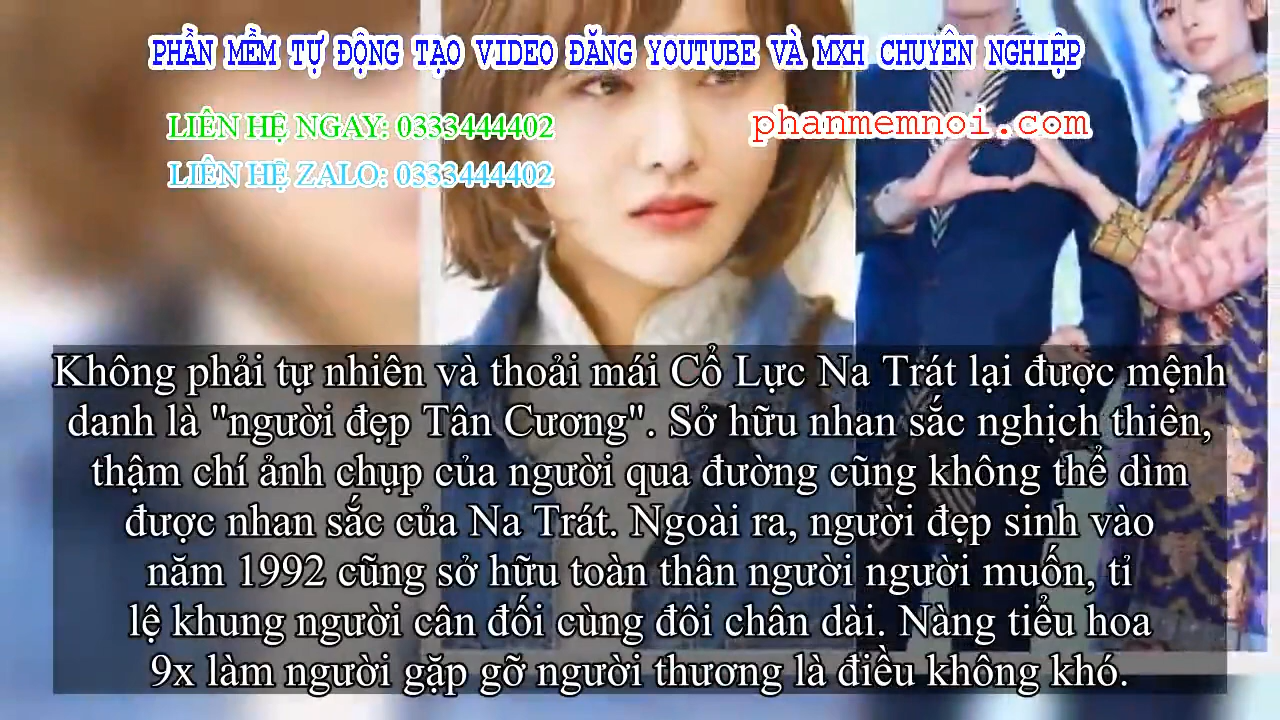 PHẦN MỀM TỰ ĐỘNG TẠO VIDEO ĐĂNG YOUTUBE VÀ MXH CHUYÊN NGHIỆP
LIÊN HỆ NGAY: 0333444402
phanmemnoi.com
LIÊN HỆ ZALO: 0333444402
Không phải tự nhiên và thoải mái Cổ Lực Na Trát lại được mệnh
danh là "người đẹp Tân Cương". Sở hữu nhan sắc nghịch thiên,
thậm chí ảnh chụp của người qua đường cũng không thể dìm
được nhan sắc của Na Trát. Ngoài ra, người đẹp sinh vào
năm 1992 cũng sở hữu toàn thân người người muốn, tỉ
lệ khung người cân đối cùng đôi chân dài. Nàng tiểu hoa
9x làm người gặp gỡ người thương là điều không khó.